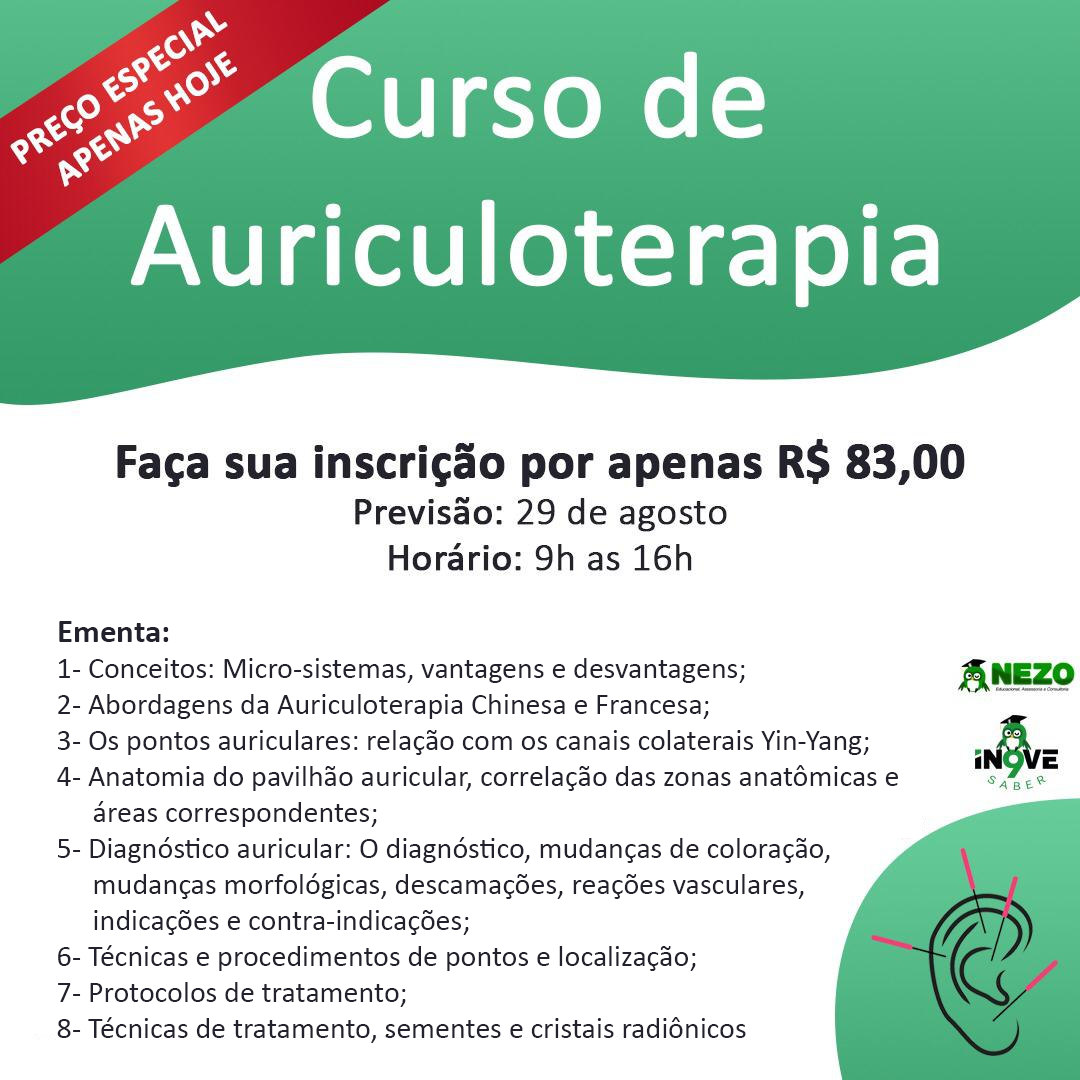 PREÇO ESPECIAL
APENAS HOJE
Curso de
Auriculoterapia
Faça sua inscrição por apenas R$ 83,00
Previsão: 29 de agosto
Horário: 9h as 16h
Ementa:
1- Conceitos: Micro-sistemas, vantagens e desvantagens;
2- Abordagens da Auriculoterapia Chinesa e Francesa;
3- Os pontos auriculares: relação com os canais colaterais Yin-Yang;
4- Anatomia do pavilhão auricular, correlação das zonas anatômicas e
áreas correspondentes;
5- Diagnóstico auricular: O diagnóstico, mudanças de coloração,
mudanças morfológicas, descamações, reações vasculares,
indicações e contra-indicações;
6- Técnicas e procedimentos de pontos e localização;
7- Protocolos de tratamento;
8- Técnicas de tratamento, sementes e cristais radiônicos
NEZO
Educacional, Assessoria e Consultoria
iN9VE
SABER